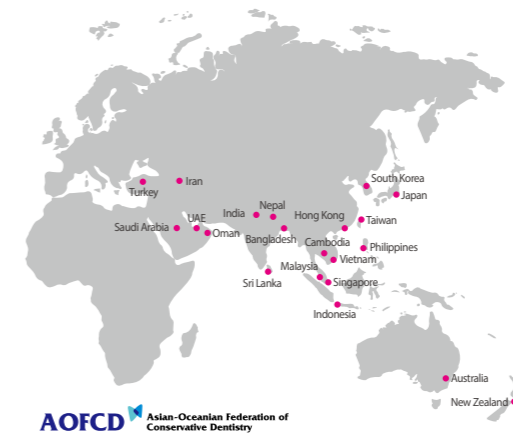 South Korea
Iran
Japan
Turkey
Nepal
India
Hong Kong
Taiwan
UAE
Saudi Arabia
Oman
Bangladesh
Cambodia
Philippines
Vietnam
Malaysia
Sri Lanka
Singapore
Indonesia
Australia
New Zealand
AOFCD
Asian-Oceanian Federation of
Conservative Dentistry